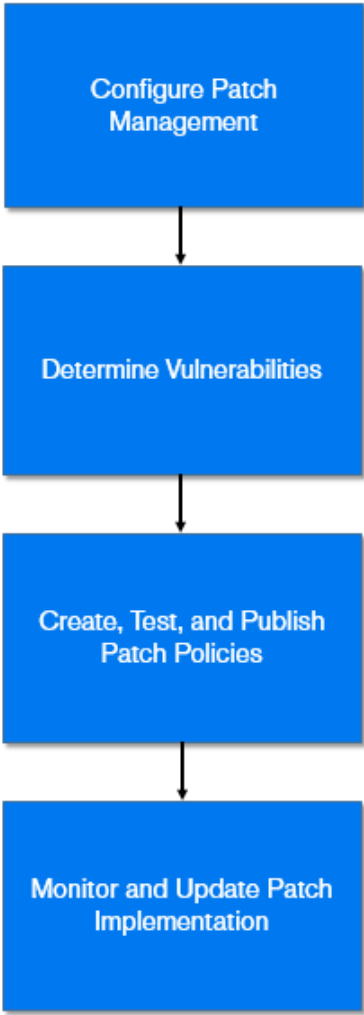 Configure Patch
Management
Determine Vulnerabilities
Create, Test, and Publish
Patch Policies
Monitor and Update Patch
Implementation